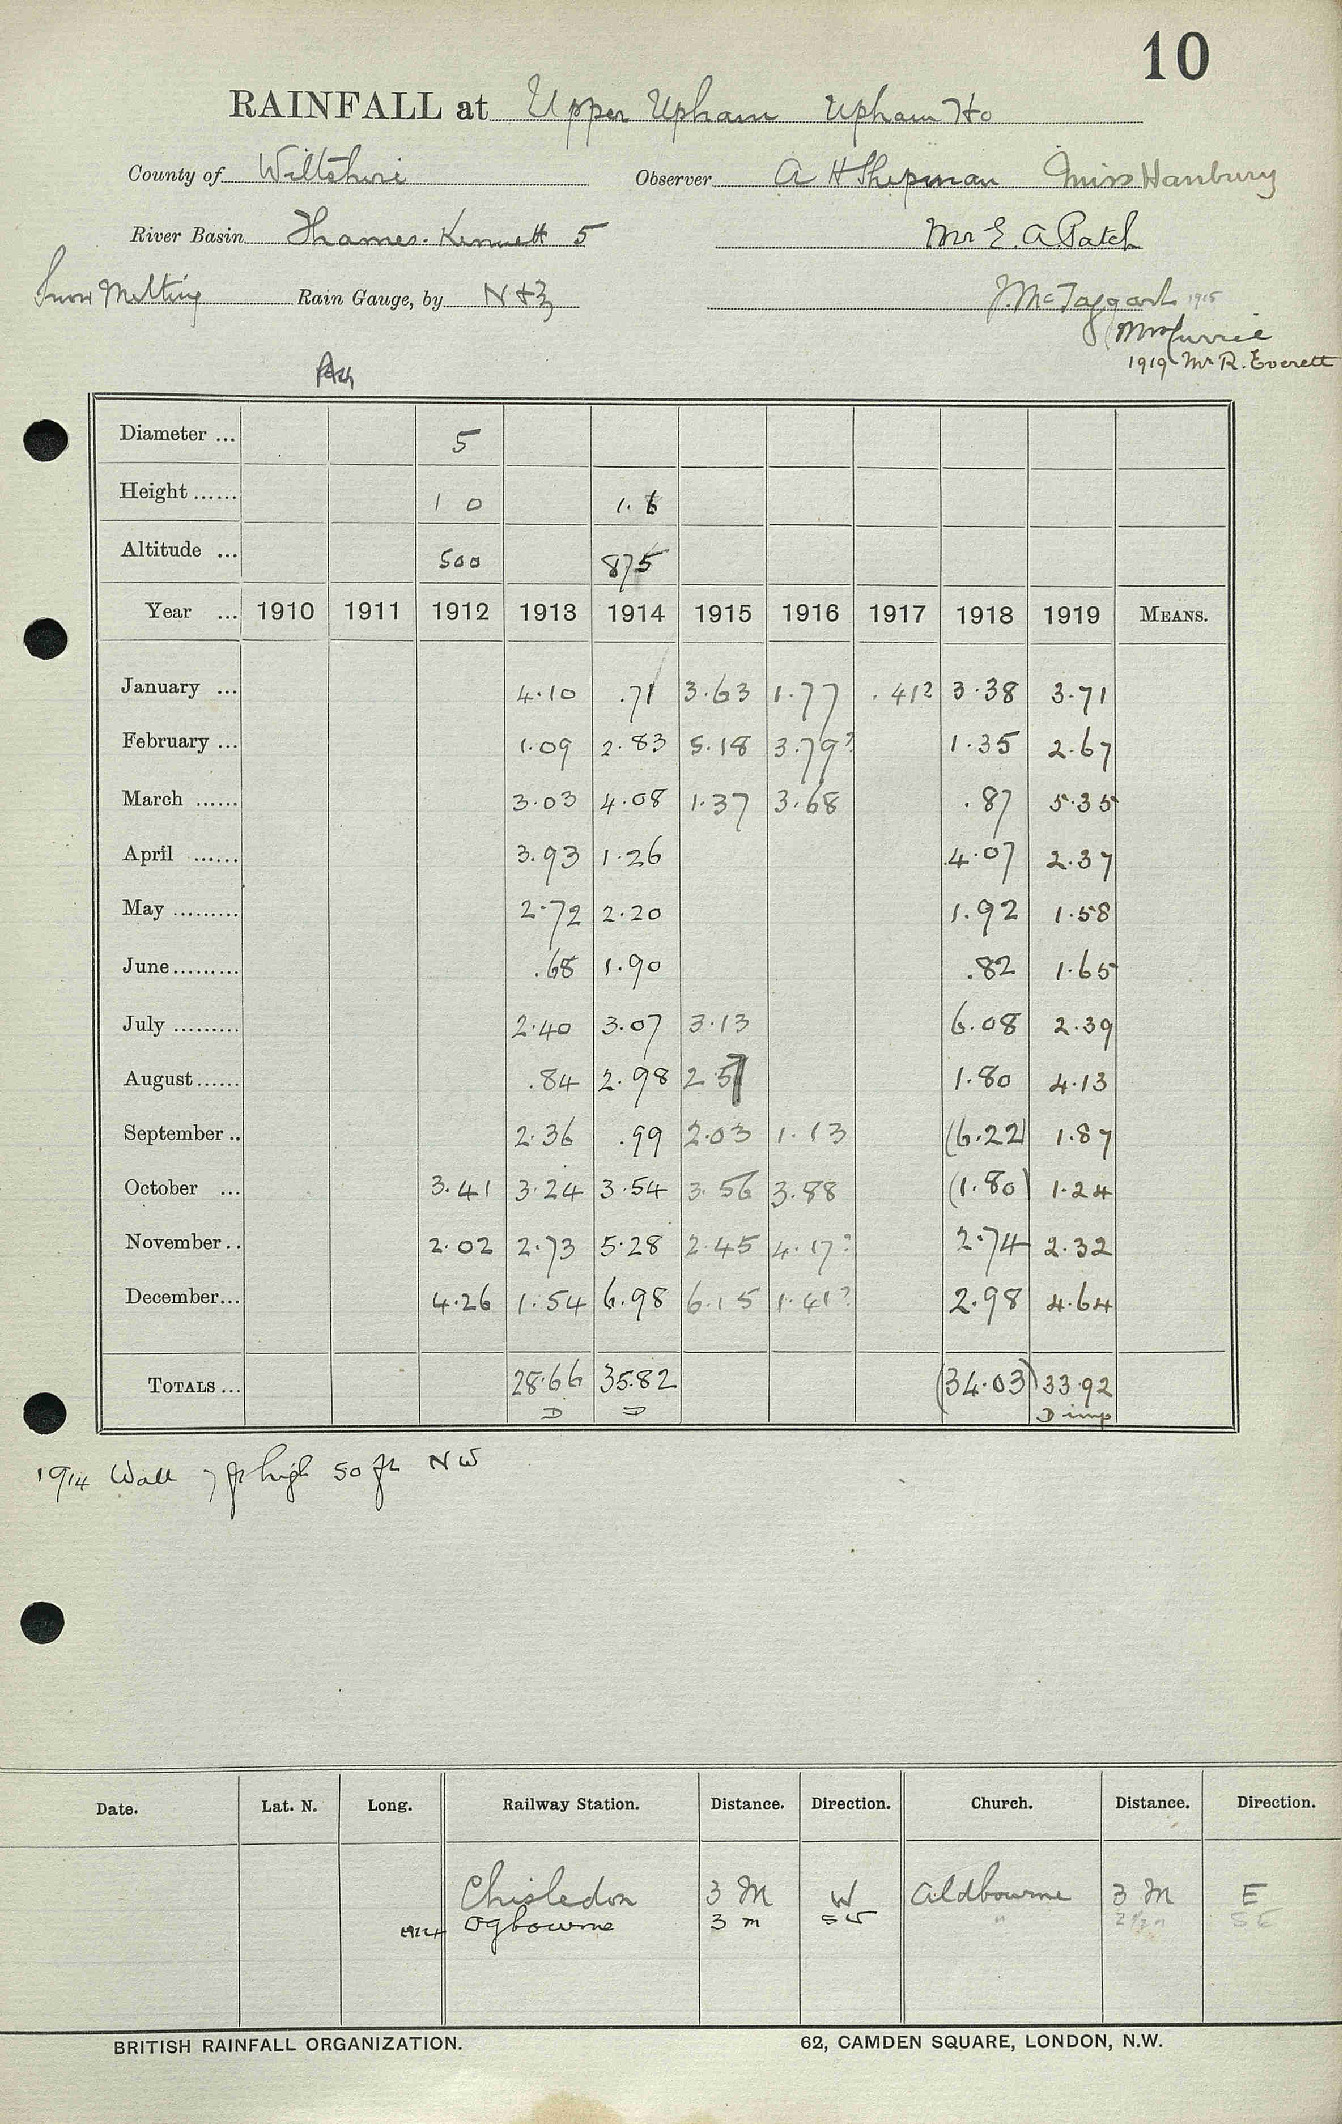 10
RAINFALL at Upper Upham Upham Ho
County of Wiltshire Observer A H Shepman Miss Hanbury
River Basin Thames. Kennett 5 Mr E. A. Patch
Snow Melting Rain Gauge, by N & Z J. McTaggart 1915
Mrs Currie
1919 Mr R. Everett
Diameter ... 5
Height ...... 1 0 1.6
Altitude ... 500 875
Year ... 1910 1911 1912 1913 1914 1915 1916 1917 1918 1919 MEANS.
January ... 4.10 .71 3.63 1.77 .41? 3.38 3.71
February ... 1.09 2.83 5.18 3.79? 1.35 2.67
March ...... 3.03 4.08 1.37 3.68 .87 5.35
April ...... 3.93 1.26 4.07 2.37
May ......... 2.72 2.20 1.92 1.58
June......... .68 1.90 .82 1.65
July ......... 2.40 3.07 3.13 6.08 2.39
August...... .84 2.98 2.57 1.80 4.13
September .. 2.36 .99 2.03 1.13 (6.22) 1.87
October ... 3.41 3.24 3.54 3.56 3.88 (1.80) 1.24
November .. 2.02 2.73 5.28 2.45 4.17? 2.74 2.32
December... 4.26 1.54 6.98 6.15 1.41? 2.98 4.64
TOTALS ... 28.66 35.82 (34.03) 33.92
D D D imp
1914 Wall 7 ft high 50 ft NW
Date. Lat. N. Long. Railway Station. Distance. Direction. Church. Distance. Direction.
Chisledon 3 M W Aldbourne 3 M E
1914 Ogbourne 3 m SW " 2½ m SE
BRITISH RAINFALL ORGANIZATION. 62, CAMDEN SQUARE, LONDON, N.W.